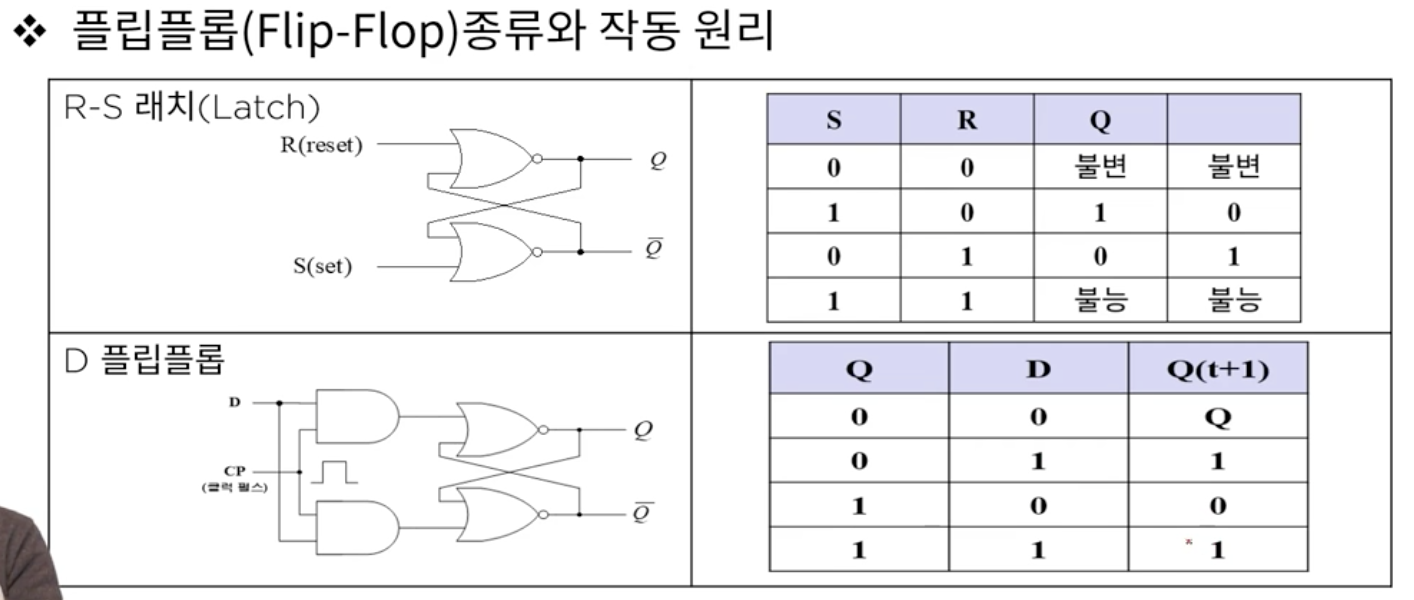 ❖ 플립플롭(Flip-Flop)종류와 작동 원리
R-S 래치(Latch)
R(reset)
Q
S(set)
Q̅
S R Q
0 0 불변 불변
1 0 1 0
0 1 0 1
1 1 불능 불능
D 플립플롭
D
Q
CP
(클럭 펄스)
Q̅
Q D Q(t+1)
0 0 Q
0 1 1
1 0 0
1 1 1